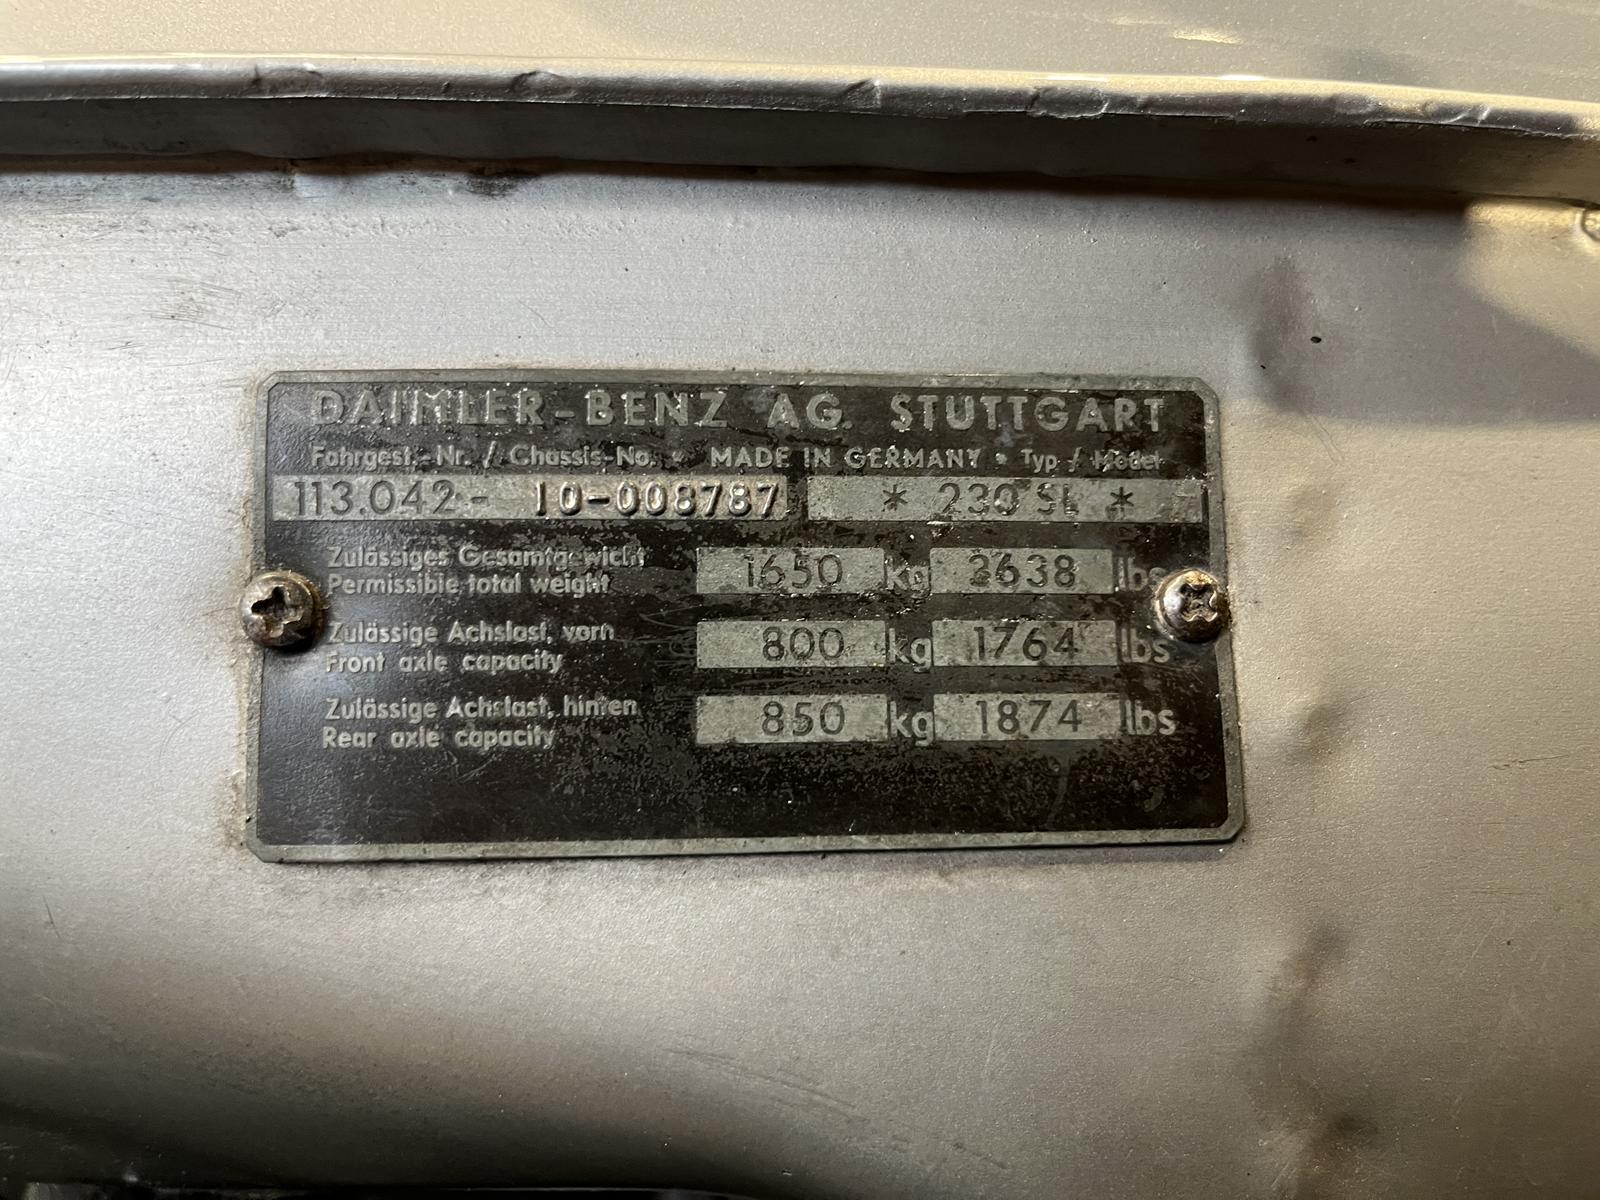 DAIMLER-BENZ AG. STUTTGART
Fahrgest.-Nr. / Chassis-No. • MADE IN GERMANY • Typ / Model
113.042- 10-008787 * 230 SL *
Zulässiges Gesamtgewicht
Permissible total weight 1650 kg 3638 lbs
Zulässige Achslast, vorn
Front axle capacity 800 kg 1764 lbs
Zulässige Achslast, hinten
Rear axle capacity 850 kg 1874 lbs